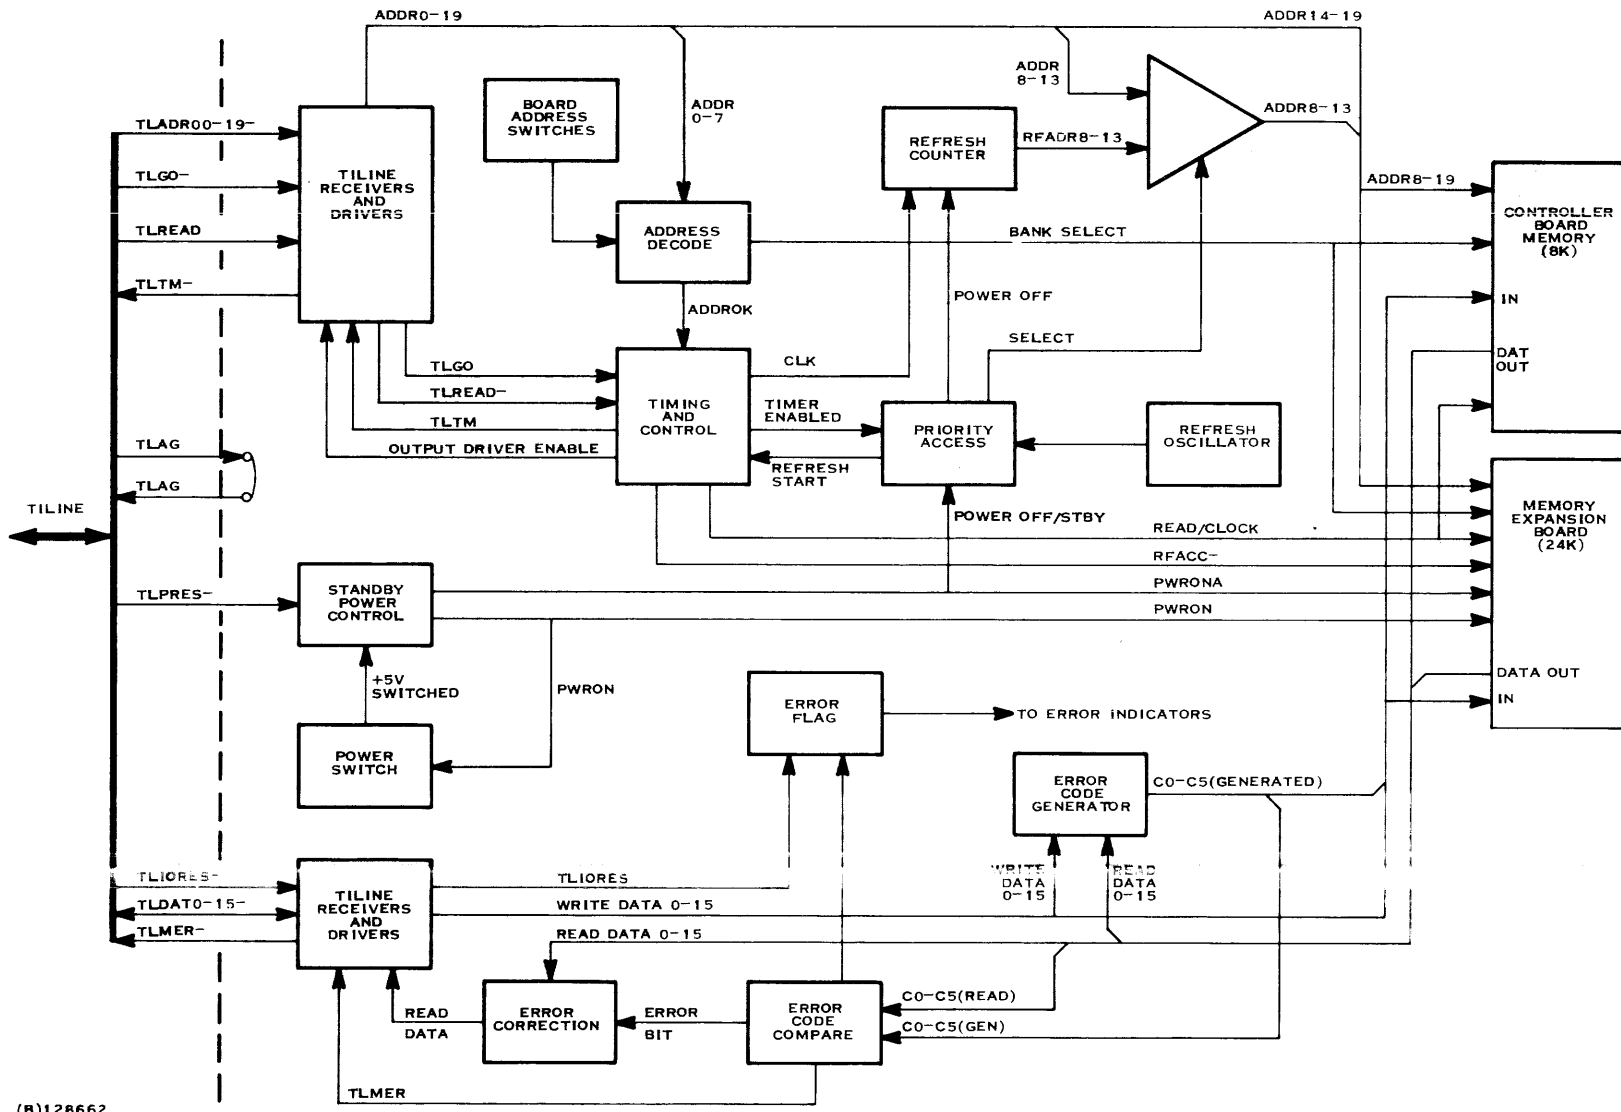 ADDR0-19
ADDR14-19
ADDR
8-13
BOARD
ADDRESS
SWITCHES
ADDR
0-7
ADDR8-13
TLADR00-19-
REFRESH
COUNTER
RFADR8-13
TLGO-
TILINE
RECEIVERS
AND
DRIVERS
ADDR8-19
CONTROLLER
BOARD
MEMORY
(8K)
ADDRESS
DECODE
BANK SELECT
TLREAD
TLTM-
POWER OFF
IN
ADDROK
SELECT
DAT
OUT
TLGO
CLK
TLREAD-
TIMING
AND
CONTROL
TIMER
ENABLED
PRIORITY
ACCESS
REFRESH
OSCILLATOR
TLTM
OUTPUT DRIVER ENABLE
REFRESH
START
TLAG
TLAG
TILINE
POWER OFF/STBY
READ/CLOCK
MEMORY
EXPANSION
BOARD
(24K)
RFACC-
PWRONA
PWRON
TLPRES-
STANDBY
POWER
CONTROL
+5V
SWITCHED
PWRON
DATA OUT
IN
ERROR
FLAG
TO ERROR INDICATORS
POWER
SWITCH
ERROR
CODE
GENERATOR
C0-C5(GENERATED)
TLIORES-
TLDAT0-15-
TLMER-
TILINE
RECEIVERS
AND
DRIVERS
TLIORES
WRITE DATA 0-15
WRITE
DATA
0-15
READ
DATA
0-15
READ DATA 0-15
READ
DATA
ERROR
CORRECTION
ERROR
BIT
ERROR
CODE
COMPARE
C0-C5(READ)
C0-C5(GEN)
TLMER
(B)128662